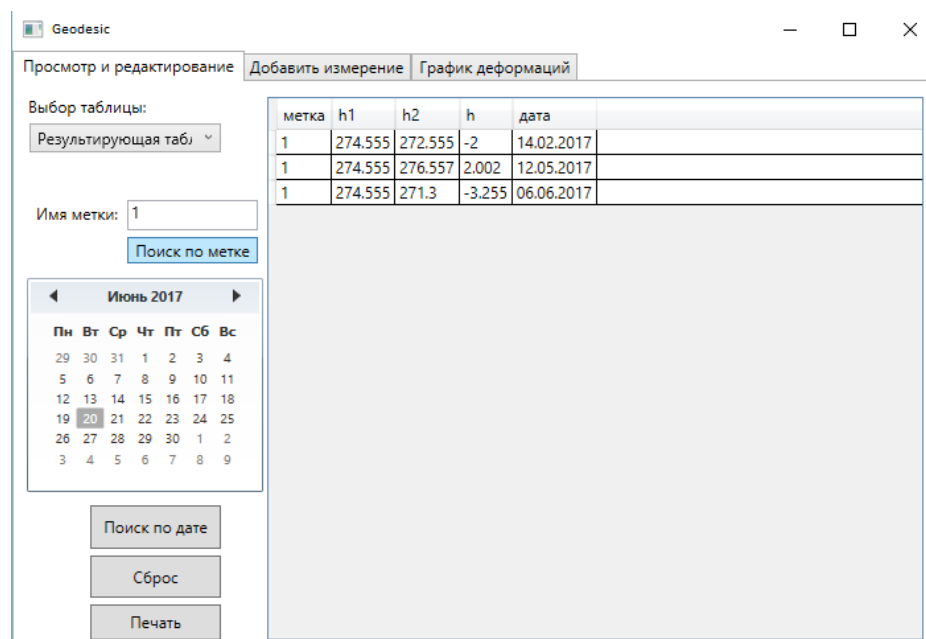 Geodesic
Просмотр и редактирование Добавить измерение График деформаций
Выбор таблицы:
Результирующая табл
Имя метки: 1
Поиск по метке
Июнь 2017
Пн Вт Ср Чт Пт Сб Вс
29 30 31 1 2 3 4
5 6 7 8 9 10 11
12 13 14 15 16 17 18
19 20 21 22 23 24 25
26 27 28 29 30 1 2
3 4 5 6 7 8 9
Поиск по дате
Сброс
Печать
метка h1 h2 h дата
1 274.555 272.555 -2 14.02.2017
1 274.555 276.557 2.002 12.05.2017
1 274.555 271.3 -3.255 06.06.2017